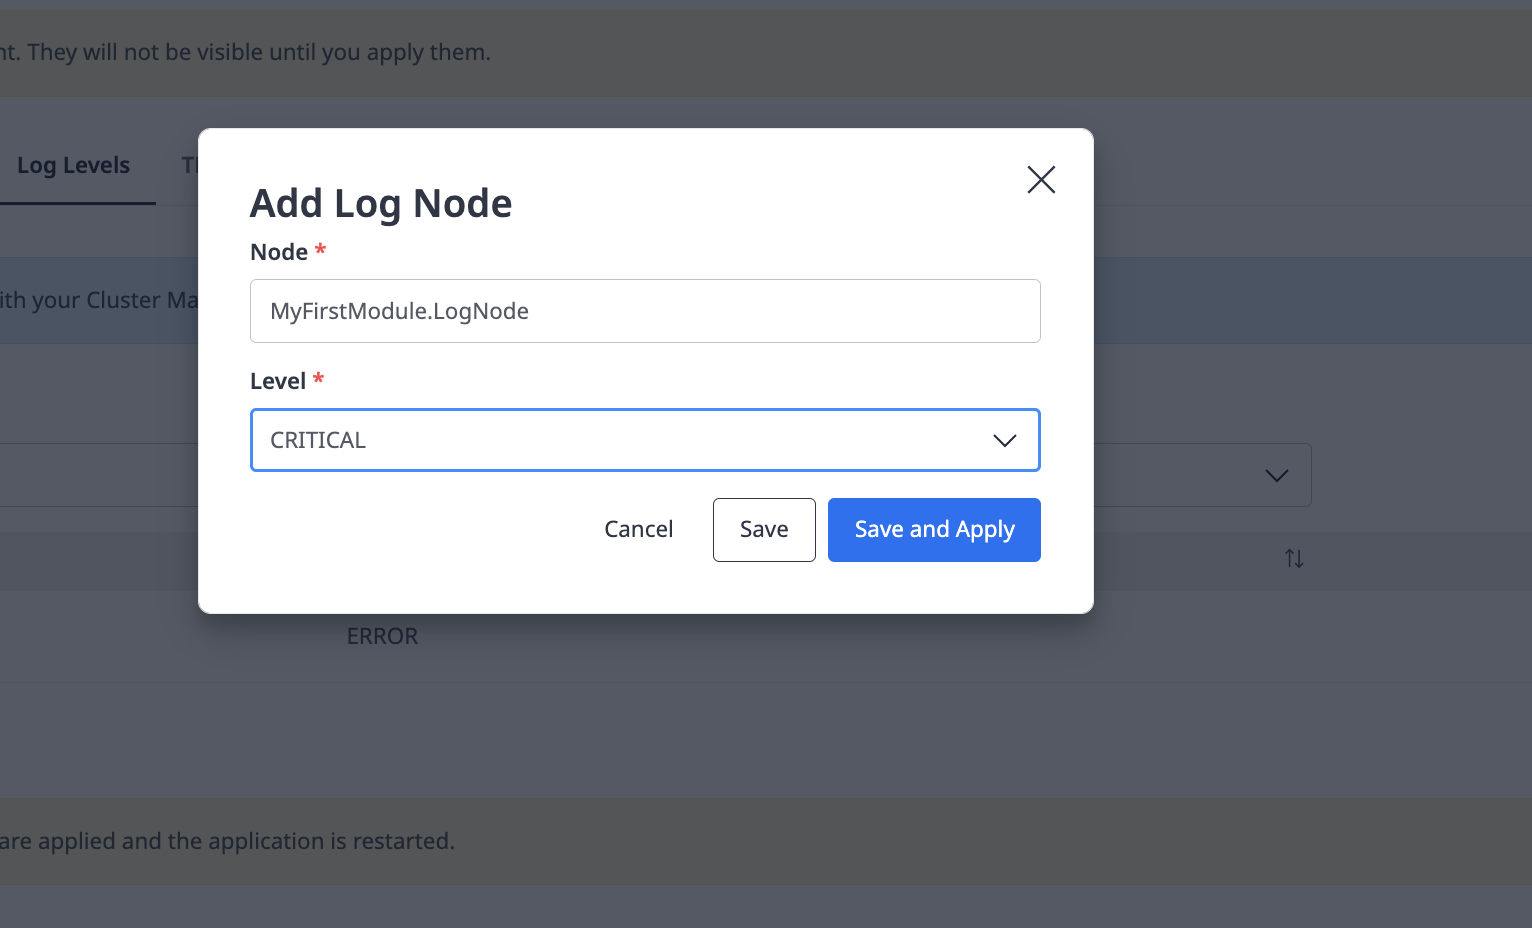 nt. They will not be visible until you apply them.
Log Levels
Add Log Node
Node *
ith your Cluster Ma
MyFirstModule.LogNode
Level *
CRITICAL
Cancel Save Save and Apply
ERROR
are applied and the application is restarted.